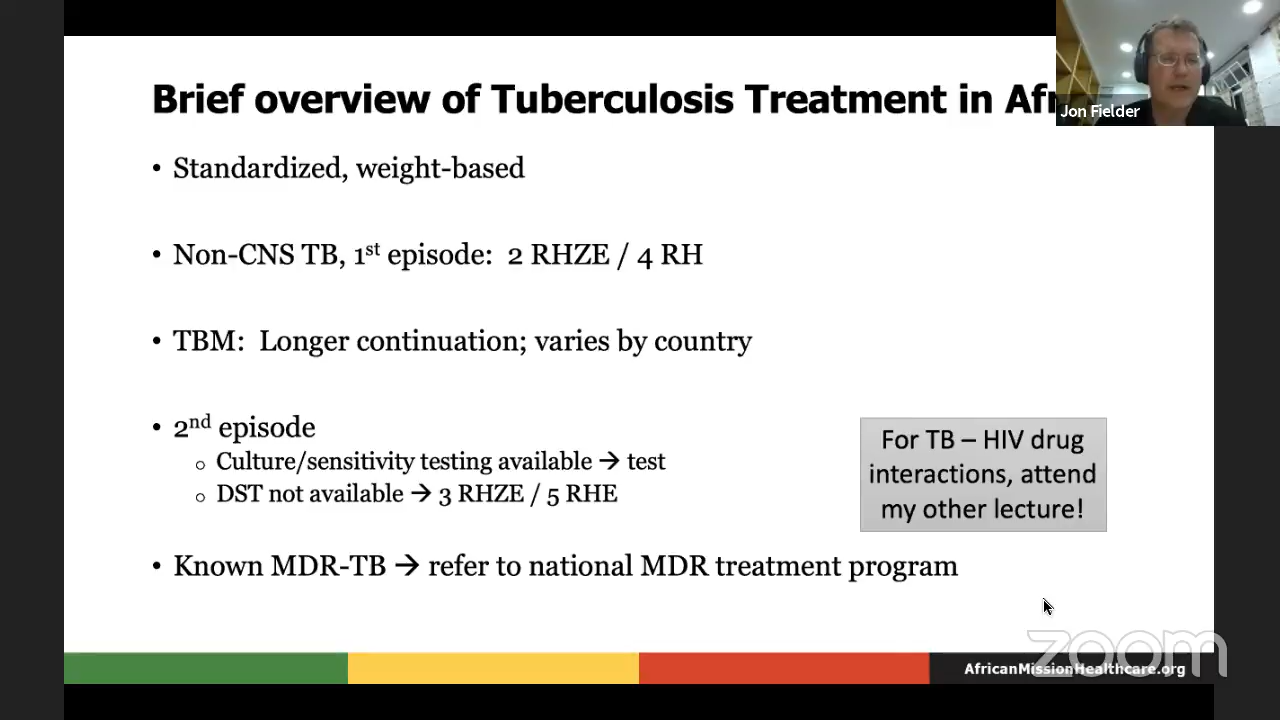 Brief overview of Tuberculosis Treatment in Afr
Jon Fielder
• Standardized, weight-based
• Non-CNS TB, 1st episode: 2 RHZE / 4 RH
• TBM: Longer continuation; varies by country
• 2nd episode
o Culture/sensitivity testing available → test
o DST not available → 3 RHZE / 5 RHE
For TB – HIV drug
interactions, attend
my other lecture!
• Known MDR-TB → refer to national MDR treatment program
zoom
AfricanMissionHealthcare.org